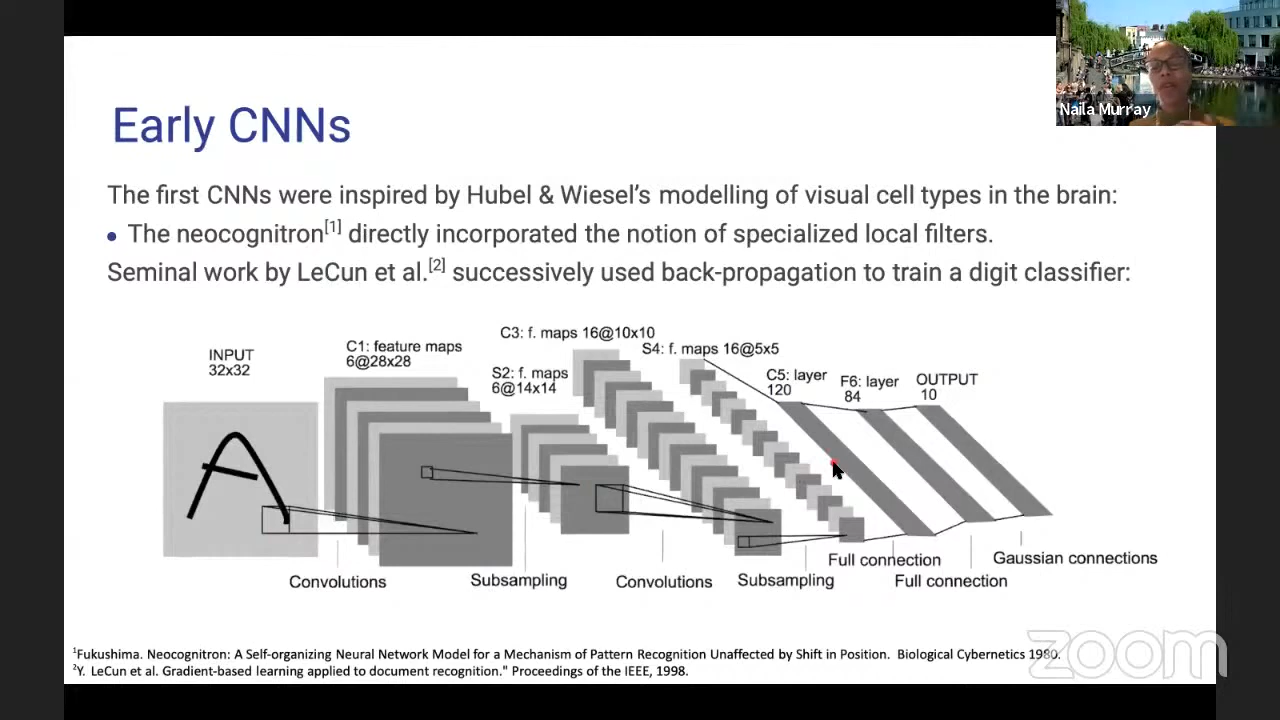 Naila Murray
Early CNNs
The first CNNs were inspired by Hubel & Wiesel's modelling of visual cell types in the brain:
• The neocognitron[1] directly incorporated the notion of specialized local filters.
Seminal work by LeCun et al.[2] successively used back-propagation to train a digit classifier:
INPUT
32x32
C1: feature maps
6@28x28
S2: f. maps
6@14x14
C3: f. maps 16@10x10
S4: f. maps 16@5x5
C5: layer
120
F6: layer
84
OUTPUT
10
A
Convolutions
Subsampling
Convolutions
Subsampling
Full connection
Full connection
Gaussian connections
1Fukushima. Neocognitron: A Self-organizing Neural Network Model for a Mechanism of Pattern Recognition Unaffected by Shift in Position. Biological Cybernetics 1980.
2Y. LeCun et al. Gradient-based learning applied to document recognition." Proceedings of the IEEE, 1998.
zoom